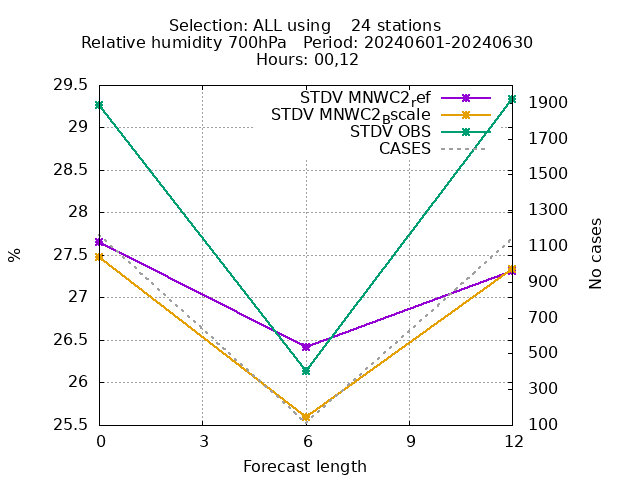 Selection: ALL using    24 stations
Relative humidity 700hPa   Period: 20240601-20240630
Hours: 00,12
STDV MNWC2ref
STDV MNWC2Bscale
STDV OBS
CASES
29.5
29
28.5
28
27.5
27
26.5
26
25.5
%
1900
1700
1500
1300
1100
900
700
500
300
100
No cases
0 3 6 9 12
Forecast length